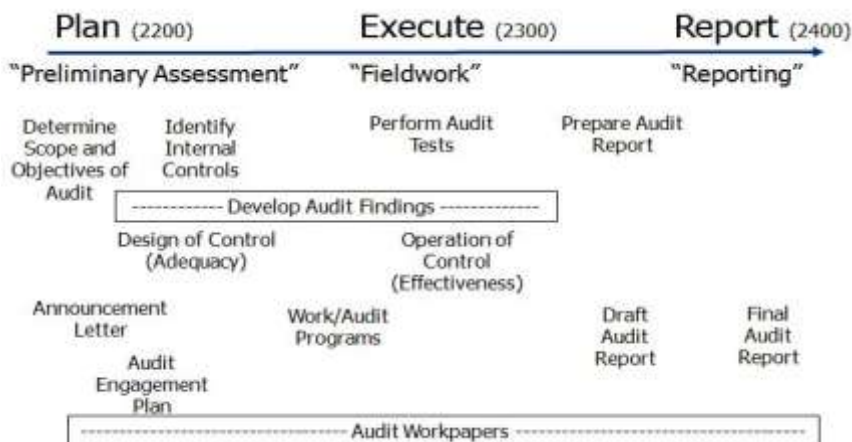 Plan (2200) Execute (2300) Report (2400)
“Preliminary Assessment” “Fieldwork” “Reporting”
Determine
Scope and
Objectives of
Audit
Identify
Internal
Controls
Perform Audit
Tests
Prepare Audit
Report
------------ Develop Audit Findings ------------
Design of Control
(Adequacy)
Operation of
Control
(Effectiveness)
Announcement
Letter
Audit
Engagement
Plan
Work/Audit
Programs
Draft
Audit
Report
Final
Audit
Report
----------------------------------- Audit Workpapers -----------------------------------